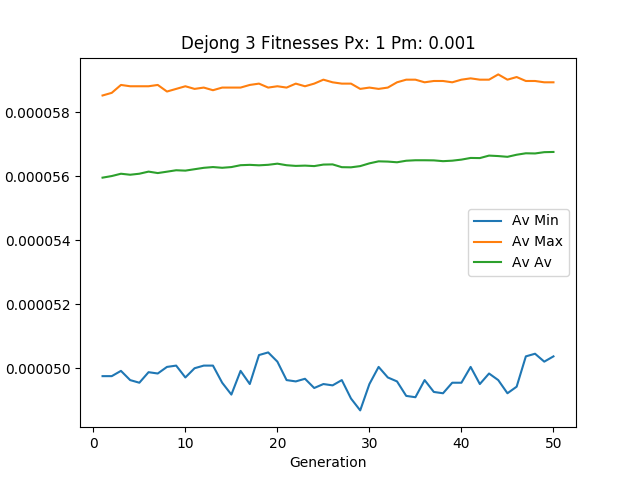 Dejong 3 Fitnesses Px: 1 Pm: 0.001
0.000058
0.000056
0.000054
0.000052
0.000050
Av Min
Av Max
Av Av
0 10 20 30 40 50
Generation